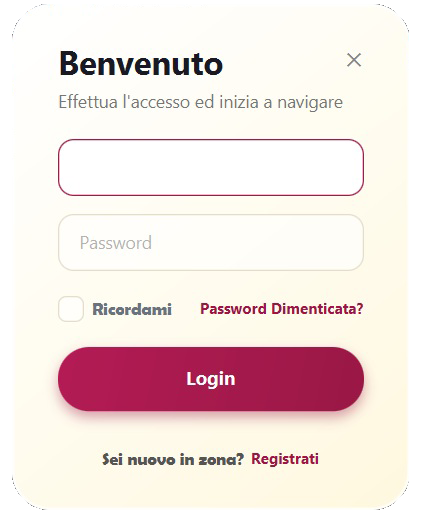 Benvenuto
Effettua l'accesso ed inizia a navigare
Password
Ricordami Password Dimenticata?
Login
Sei nuovo in zona? Registrati